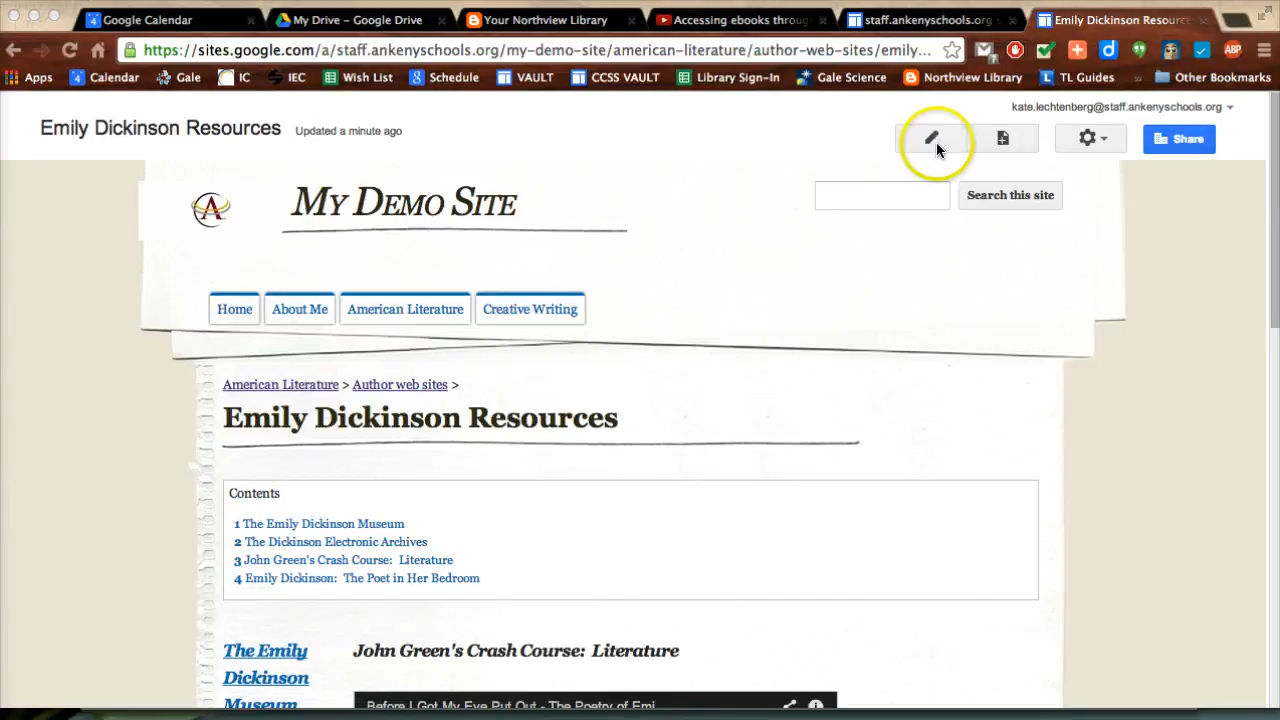 Google Calendar
My Drive – Google Drive
Your Northview Library
Accessing ebooks throu
staff.ankenyschools.org
Emily Dickinson Resource
https://sites.google.com/a/staff.ankenyschools.org/my-demo-site/american-literature/author-web-sites/emily...
Apps
4 Calendar
Gale
IC
IEC
Wish List
Schedule
VAULT
CCSS VAULT
Library Sign-In
Gale Science
Northview Library
TL Guides
»
Other Bookmarks
kate.lechtenberg@staff.ankenyschools.org
Emily Dickinson Resources
Updated a minute ago
Share
My Demo Site
Search this site
Home
About Me
American Literature
Creative Writing
American Literature > Author web sites >
Emily Dickinson Resources
Contents
1 The Emily Dickinson Museum
2 The Dickinson Electronic Archives
3 John Green's Crash Course: Literature
4 Emily Dickinson: The Poet in Her Bedroom
The Emily
Dickinson
Museum
John Green's Crash Course: Literature
Before I Got My Eye Put Out - The Poetry of Emi